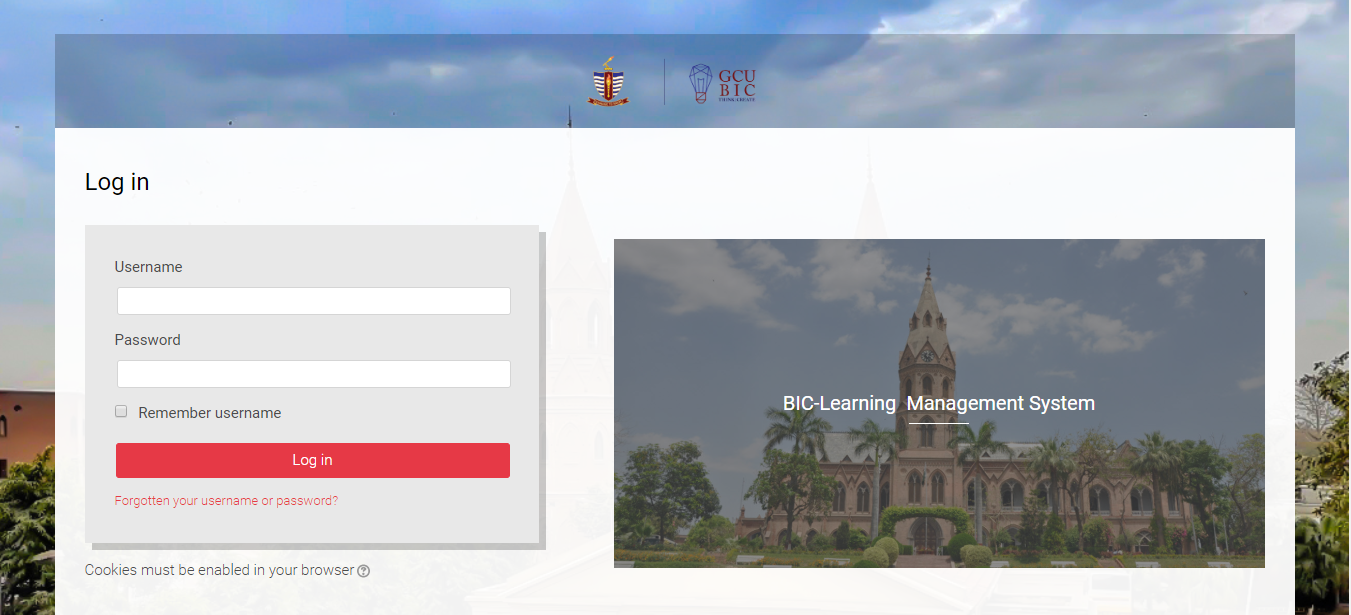 GCU
BIC
Log in
Username
Password
Remember username
Log in
Forgotten your username or password?
Cookies must be enabled in your browser
BIC-Learning Management System